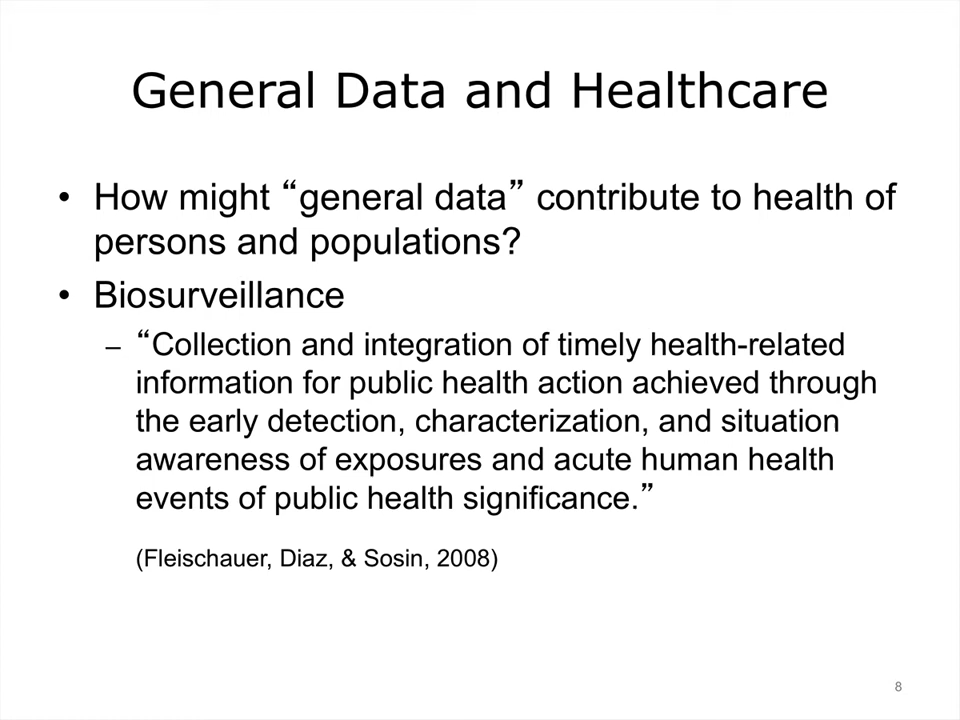 General Data and Healthcare
• How might “general data” contribute to health of
persons and populations?
• Biosurveillance
– “Collection and integration of timely health-related
information for public health action achieved through
the early detection, characterization, and situation
awareness of exposures and acute human health
events of public health significance.”
(Fleischauer, Diaz, & Sosin, 2008)
8